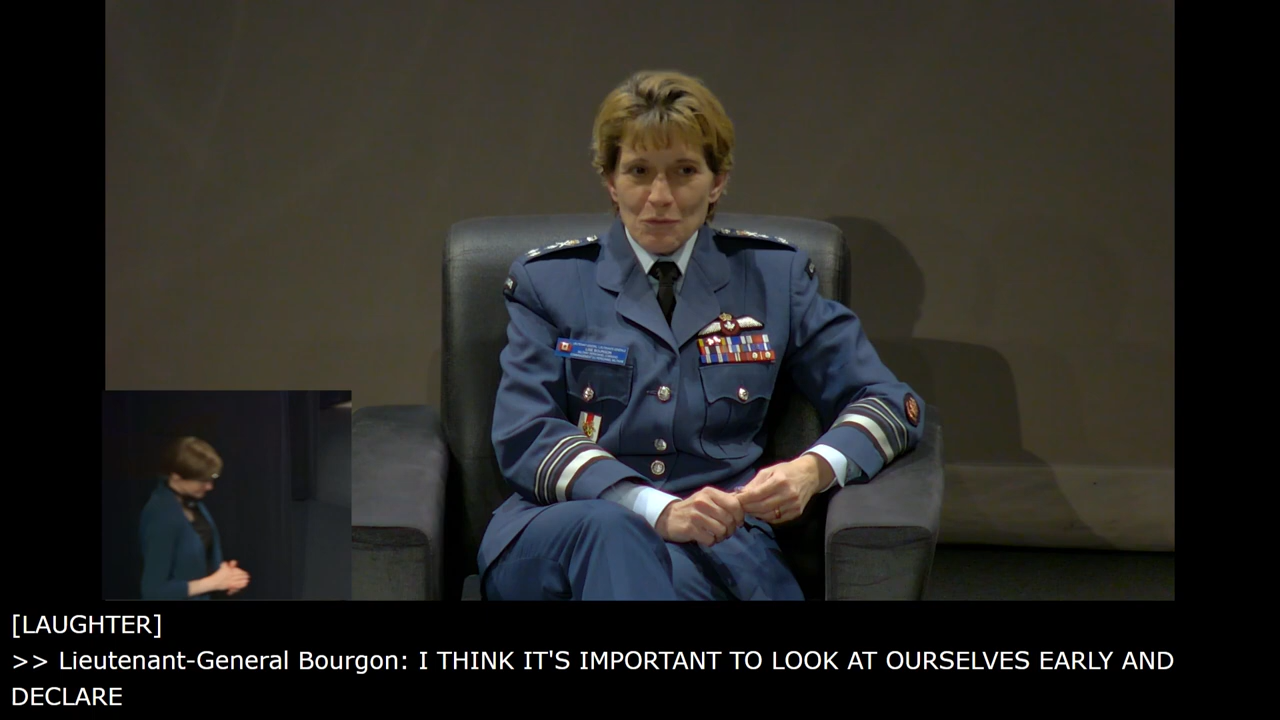 [LAUGHTER]
>> Lieutenant-General Bourgon: I THINK IT'S IMPORTANT TO LOOK AT OURSELVES EARLY AND
DECLARE